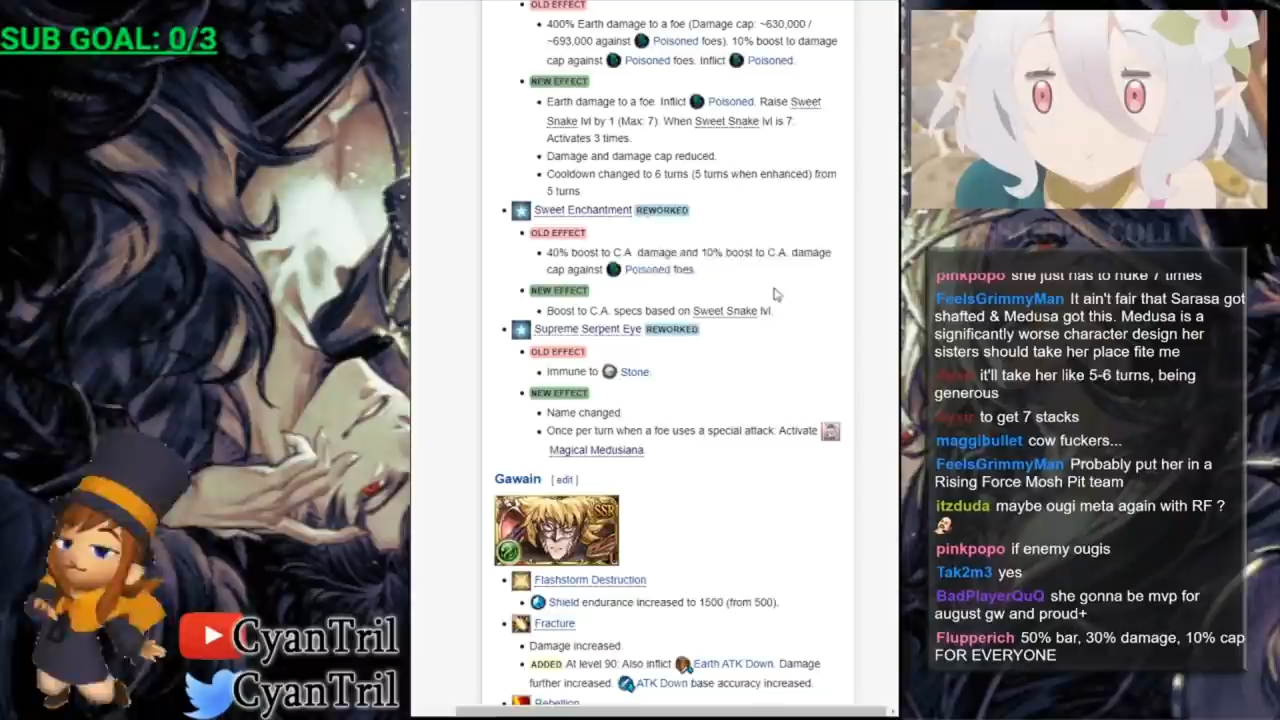 SUB GOAL: 0/3
OLD EFFECT
400% Earth damage to a foe (Damage cap: ~630,000 /
~693,000 against Poisoned foes). 10% boost to damage
cap against Poisoned foes. Inflict Poisoned.
NEW EFFECT
Earth damage to a foe. Inflict Poisoned. Raise Sweet
Snake lvl by 1 (Max: 7). When Sweet Snake lvl is 7:
Activates 3 times.
Damage and damage cap reduced.
Cooldown changed to 6 turns (5 turns when enhanced) from
5 turns
Sweet Enchantment REWORKED
OLD EFFECT
40% boost to C.A. damage and 10% boost to C.A. damage
cap against Poisoned foes.
NEW EFFECT
Boost to C.A. specs based on Sweet Snake lvl.
Supreme Serpent Eye REWORKED
OLD EFFECT
Immune to Stone.
NEW EFFECT
Name changed.
Once per turn when a foe uses a special attack: Activate
Magical Medusiana.
Gawain [ edit ]
SSR
Flashstorm Destruction
Shield endurance increased to 1500 (from 500).
Fracture
Damage increased.
ADDED At level 90: Also inflict Earth ATK Down. Damage
further increased. ATK Down base accuracy increased.
Rebellion
pinkpopo she just has to nuke 7 times
FeelsGrimmyMan It ain't fair that Sarasa got
shafted & Medusa got this. Medusa is a
significantly worse character design her
sisters should take her place fite me
it'll take her like 5-6 turns, being
generous
to get 7 stacks
maggibullet cow fuckers...
FeelsGrimmyMan Probably put her in a
Rising Force Mosh Pit team
itzduda maybe ougi meta again with RF ?
pinkpopo if enemy ougis
Tak2m3 yes
BadPlayerQuQ she gonna be mvp for
august gw and proud+
Flupperich 50% bar, 30% damage, 10% cap
FOR EVERYONE
CyanTril
CyanTril